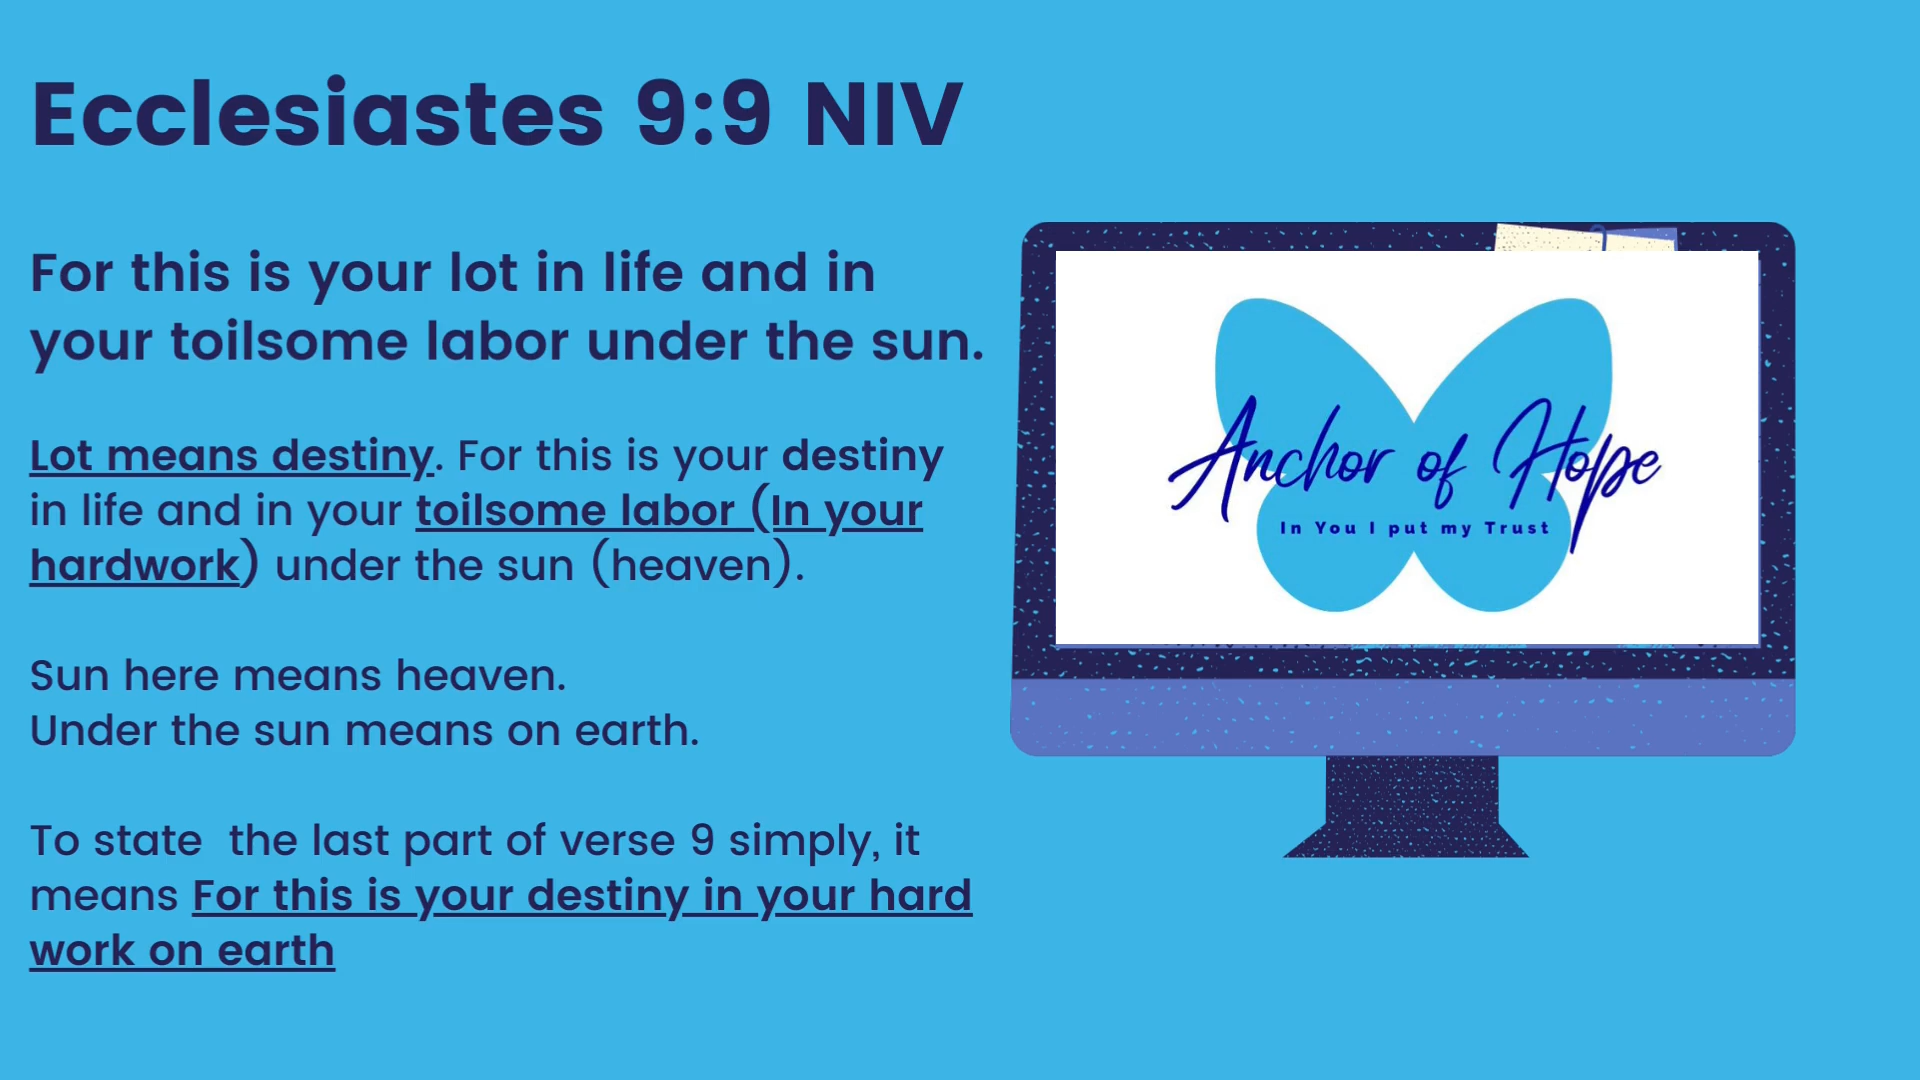 Ecclesiastes 9:9 NIV
For this is your lot in life and in
your toilsome labor under the sun.
Lot means destiny. For this is your destiny
in life and in your toilsome labor (In your
hardwork) under the sun (heaven).
Sun here means heaven.
Under the sun means on earth.
To state  the last part of verse 9 simply, it
means For this is your destiny in your hard
work on earth
Anchor of Hope
In You I put my Trust